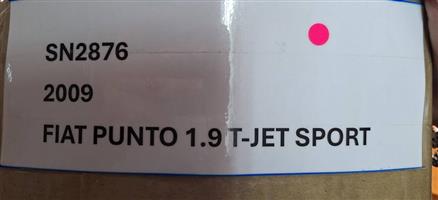 SN2876
2009
FIAT PUNTO 1.9 T-JET SPORT